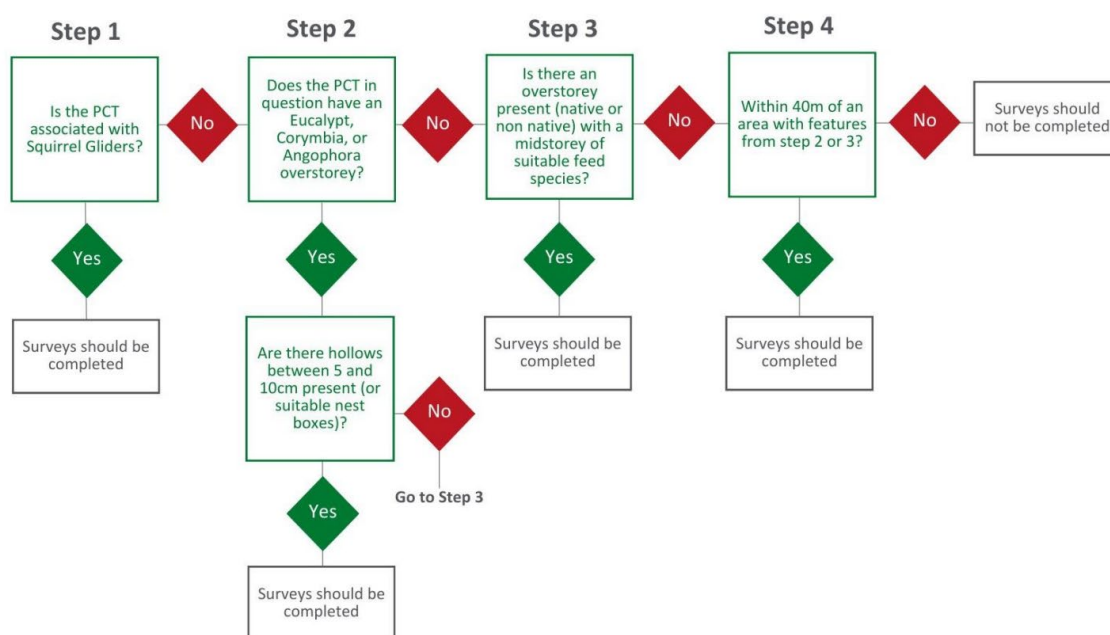 Step 1
Is the PCT
associated with
Squirrel Gliders?
No
Yes
Surveys should be
completed
Step 2
Does the PCT in
question have an
Eucalypt,
Corymbia, or
Angophora
overstorey?
No
Yes
Are there hollows
between 5 and
10cm present (or
suitable nest
boxes)?
No
Go to Step 3
Yes
Surveys should be
completed
Step 3
Is there an
overstorey
present (native or
non native) with a
midstorey of
suitable feed
species?
No
Yes
Surveys should be
completed
Step 4
Within 40m of an
area with features
from step 2 or 3?
No
Surveys should
not be completed
Yes
Surveys should be
completed